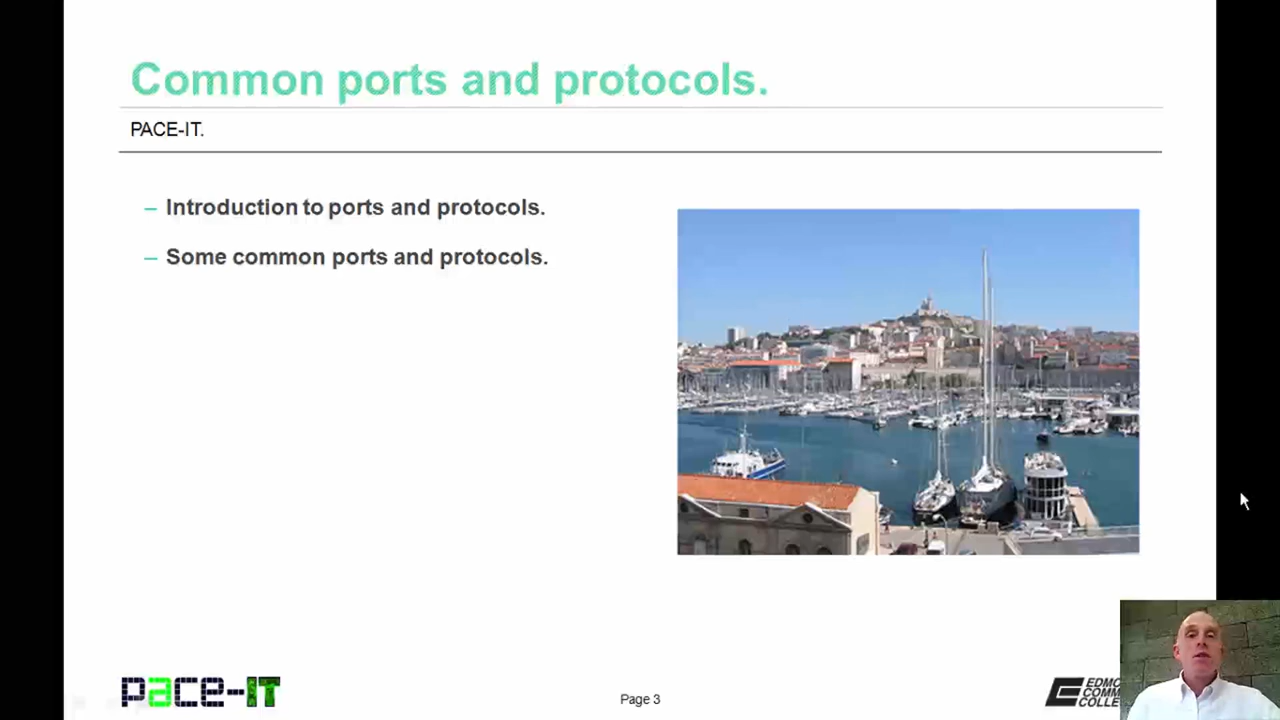 Common ports and protocols.
PACE-IT.
– Introduction to ports and protocols.
– Some common ports and protocols.
pace-IT
Page 3